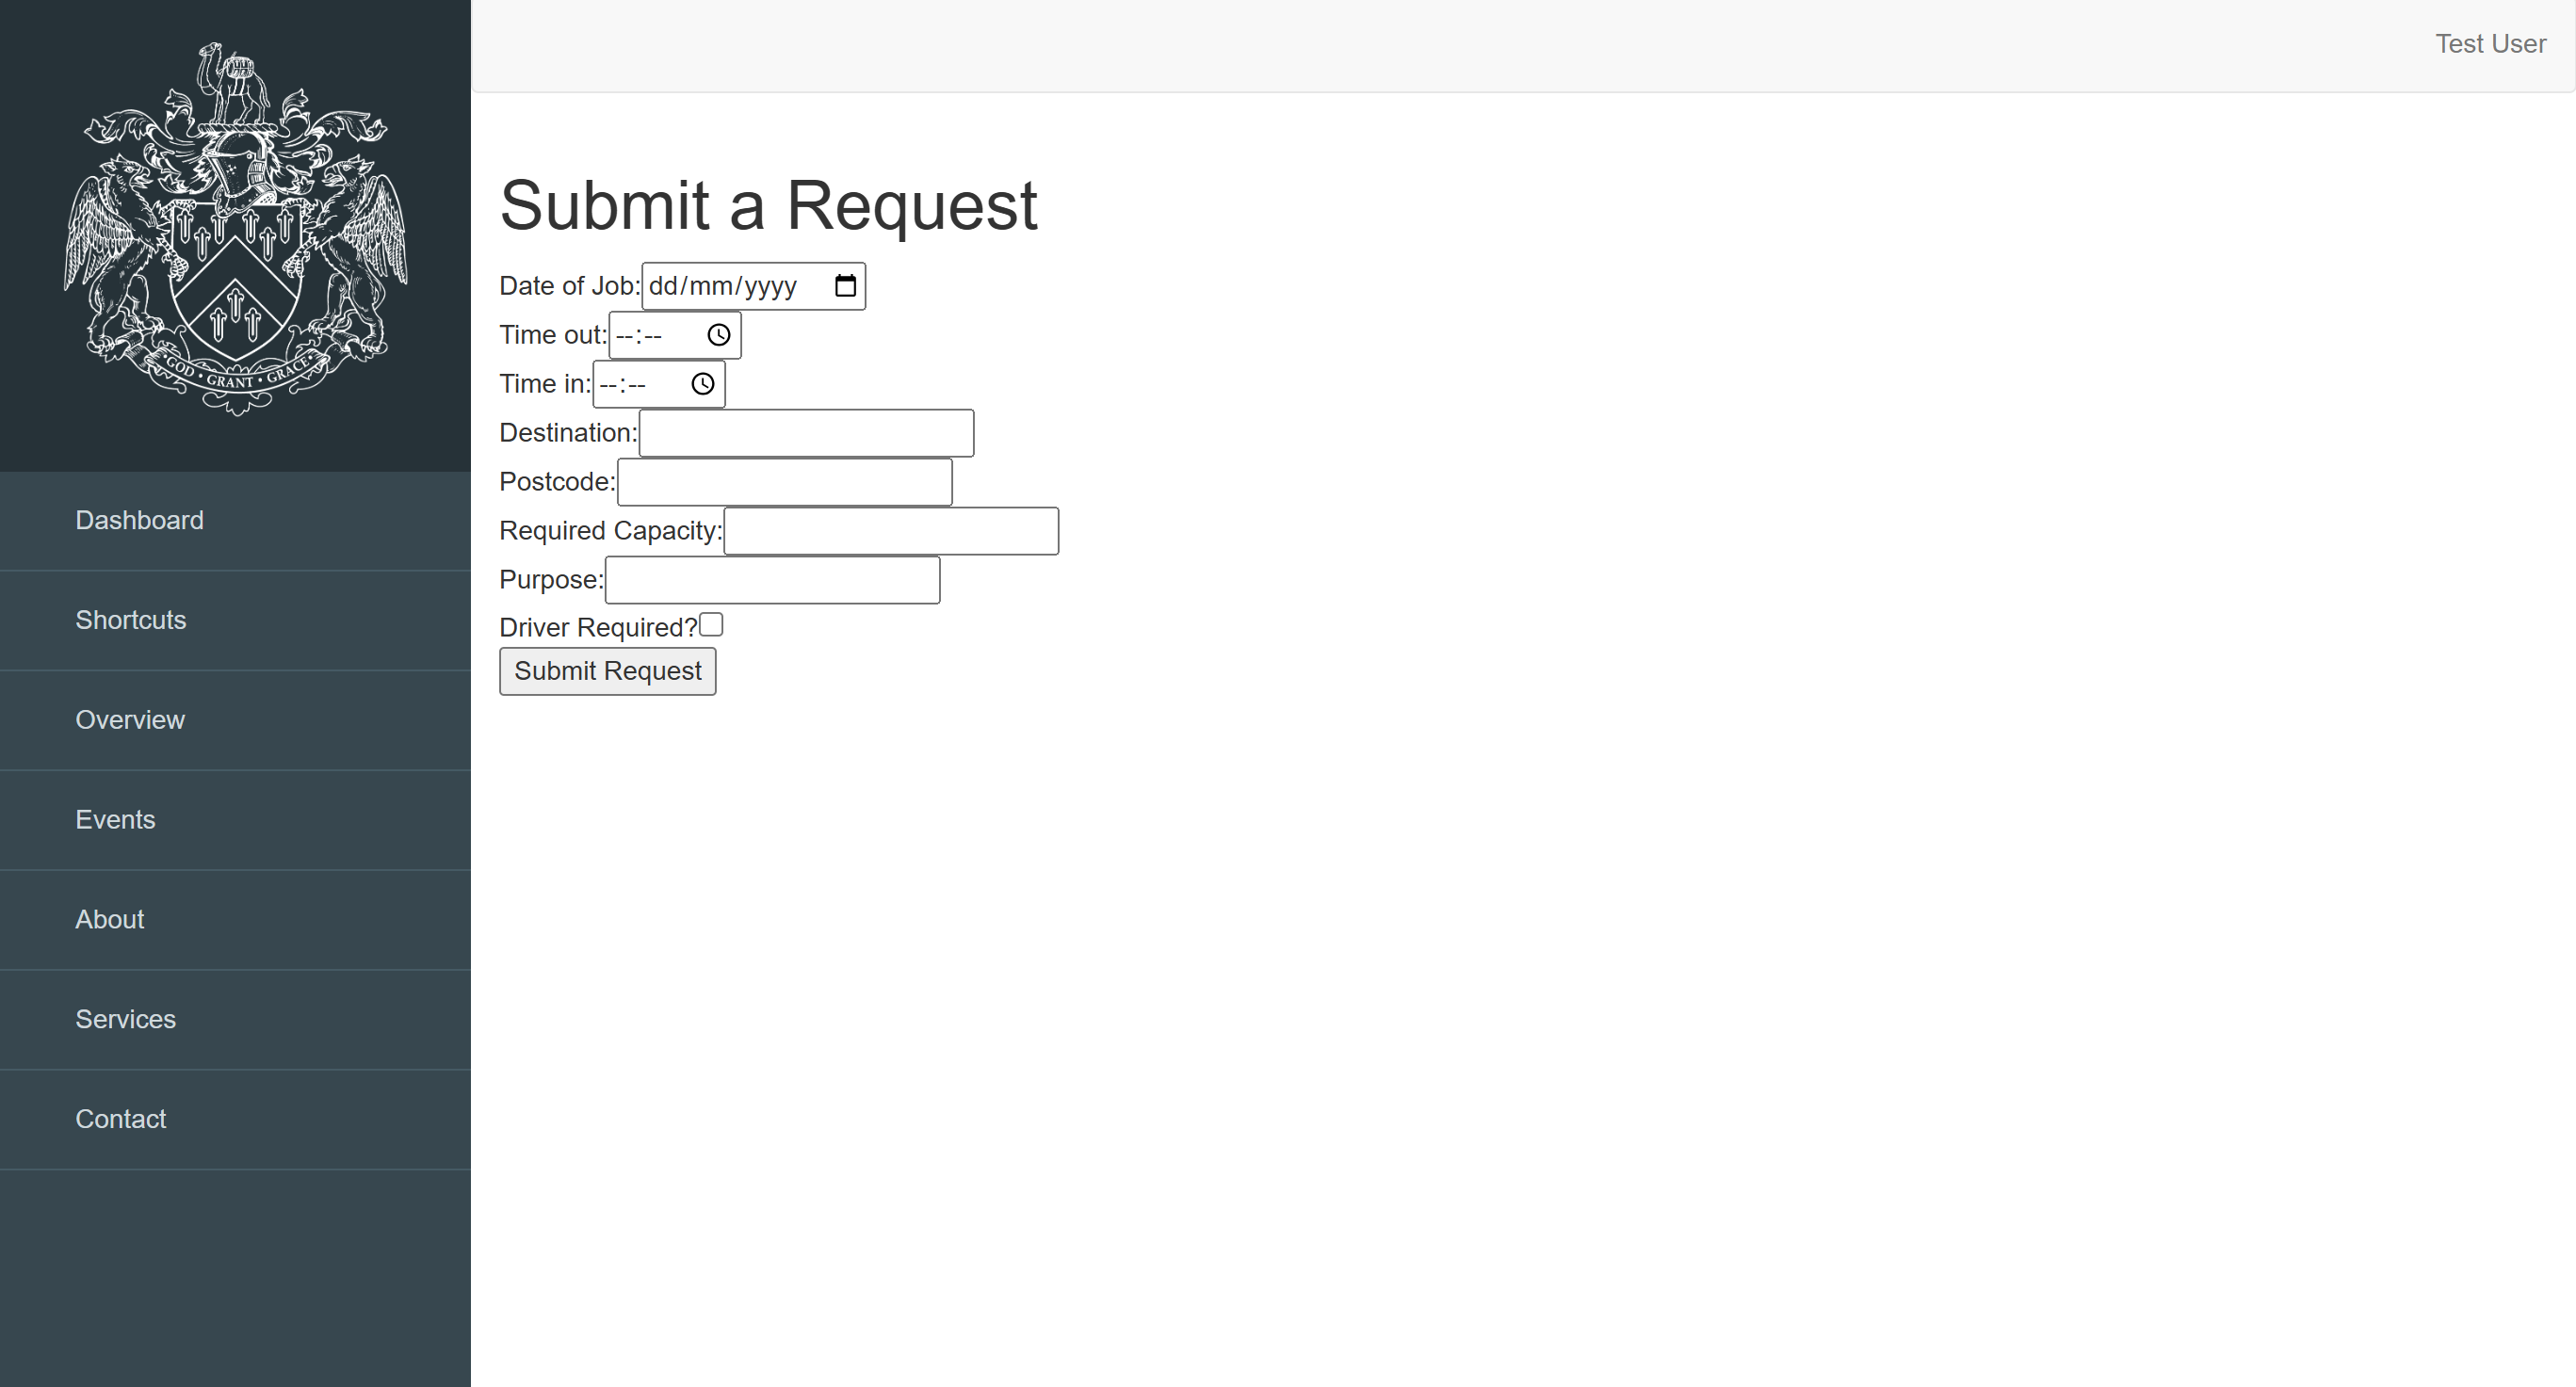 GOD • GRANT • GRACE
Dashboard
Shortcuts
Overview
Events
About
Services
Contact
Test User
Submit a Request
Date of Job: dd/mm/yyyy
Time out: --:--
Time in: --:--
Destination:
Postcode:
Required Capacity:
Purpose:
Driver Required?
Submit Request